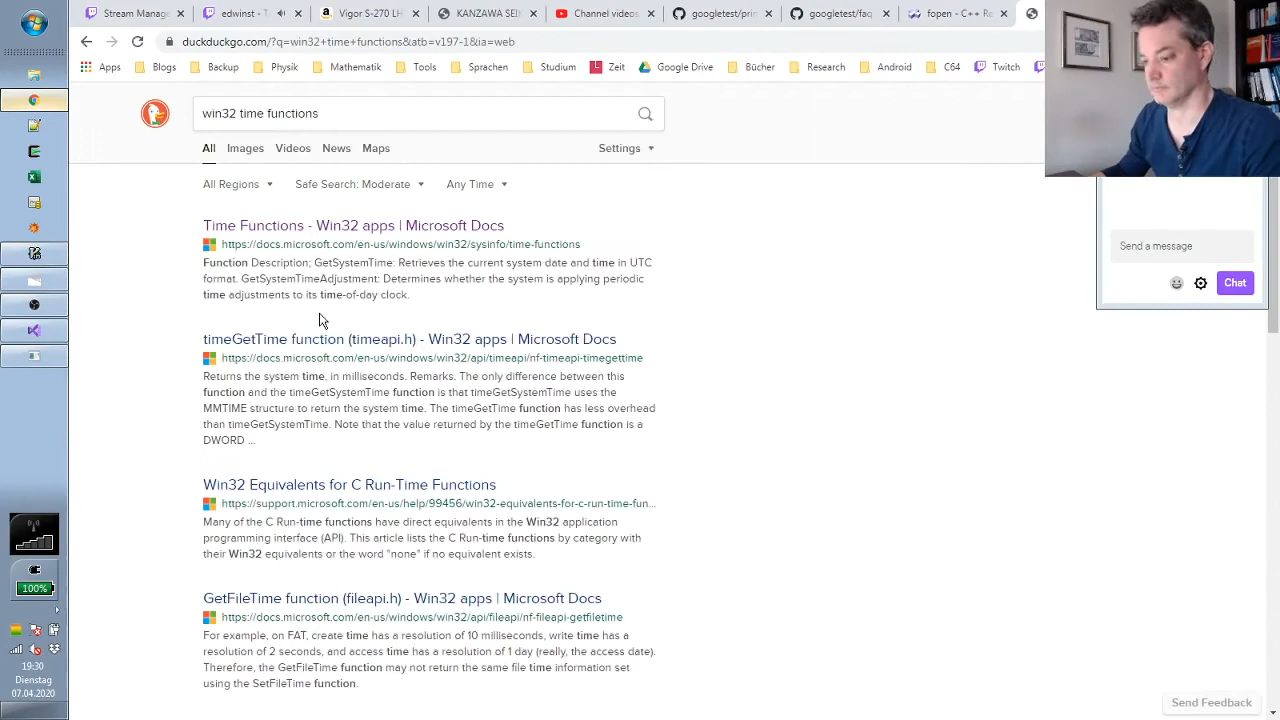 Stream Manag
edwinst - T
Vigor S-270 LH
KANZAWA SEI
Channel videos
googletest/prin
googletest/faq
fopen - C++ Re
duckduckgo.com/?q=win32+time+functions&atb=v197-1&ia=web
Apps
Blogs
Backup
Physik
Mathem
Tools
Sprachen
Studium
Zeit
Google Drive
Bücher
Research
Android
C64
Twitch
win32 time functions
All
Images
Videos
News
Maps
Settings
All Regions
Safe Search: Moderate
Any Time
Time Functions - Win32 apps | Microsoft Docs
https://docs.microsoft.com/en-us/windows/win32/sysinfo/time-functions
Function Description; GetSystemTime: Retrieves the current system date and time in UTC
format. GetSystemTimeAdjustment: Determines whether the system is applying periodic
time adjustments to its time-of-day clock.
timeGetTime function (timeapi.h) - Win32 apps | Microsoft Docs
https://docs.microsoft.com/en-us/windows/win32/api/timeapi/nf-timeapi-timegettime
Returns the system time, in milliseconds. Remarks. The only difference between this
function and the timeGetSystemTime function is that timeGetSystemTime uses the
MMTIME structure to return the system time. The timeGetTime function has less overhead
than timeGetSystemTime. Note that the value returned by the timeGetTime function is a
DWORD ...
Win32 Equivalents for C Run-Time Functions
https://support.microsoft.com/en-us/help/99456/win32-equivalents-for-c-run-time-fun...
Many of the C Run-time functions have direct equivalents in the Win32 application
programming interface (API). This article lists the C Run-time functions by category with
their Win32 equivalents or the word "none" if no equivalent exists.
GetFileTime function (fileapi.h) - Win32 apps | Microsoft Docs
https://docs.microsoft.com/en-us/windows/win32/api/fileapi/nf-fileapi-getfiletime
For example, on FAT, create time has a resolution of 10 milliseconds, write time has a
resolution of 2 seconds, and access time has a resolution of 1 day (really, the access date).
Therefore, the GetFileTime function may not return the same file time information set
using the SetFileTime function.
Send a message
Chat
Send Feedback
100%
19:30
Dienstag
07.04.2020